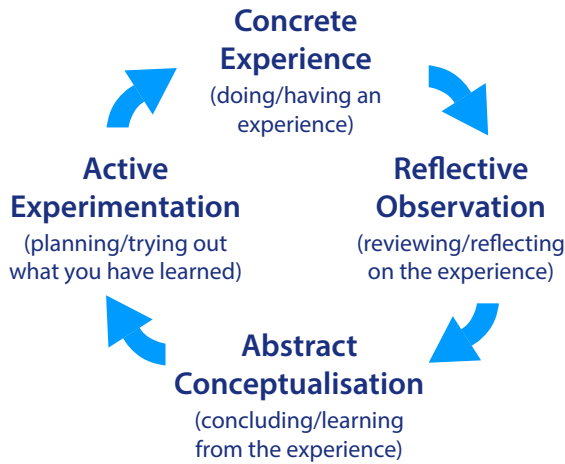 Concrete
Experience
(doing/having an
experience)
Reflective
Observation
(reviewing/reflecting
on the experience)
Abstract
Conceptualisation
(concluding/learning
from the experience)
Active
Experimentation
(planning/trying out
what you have learned)